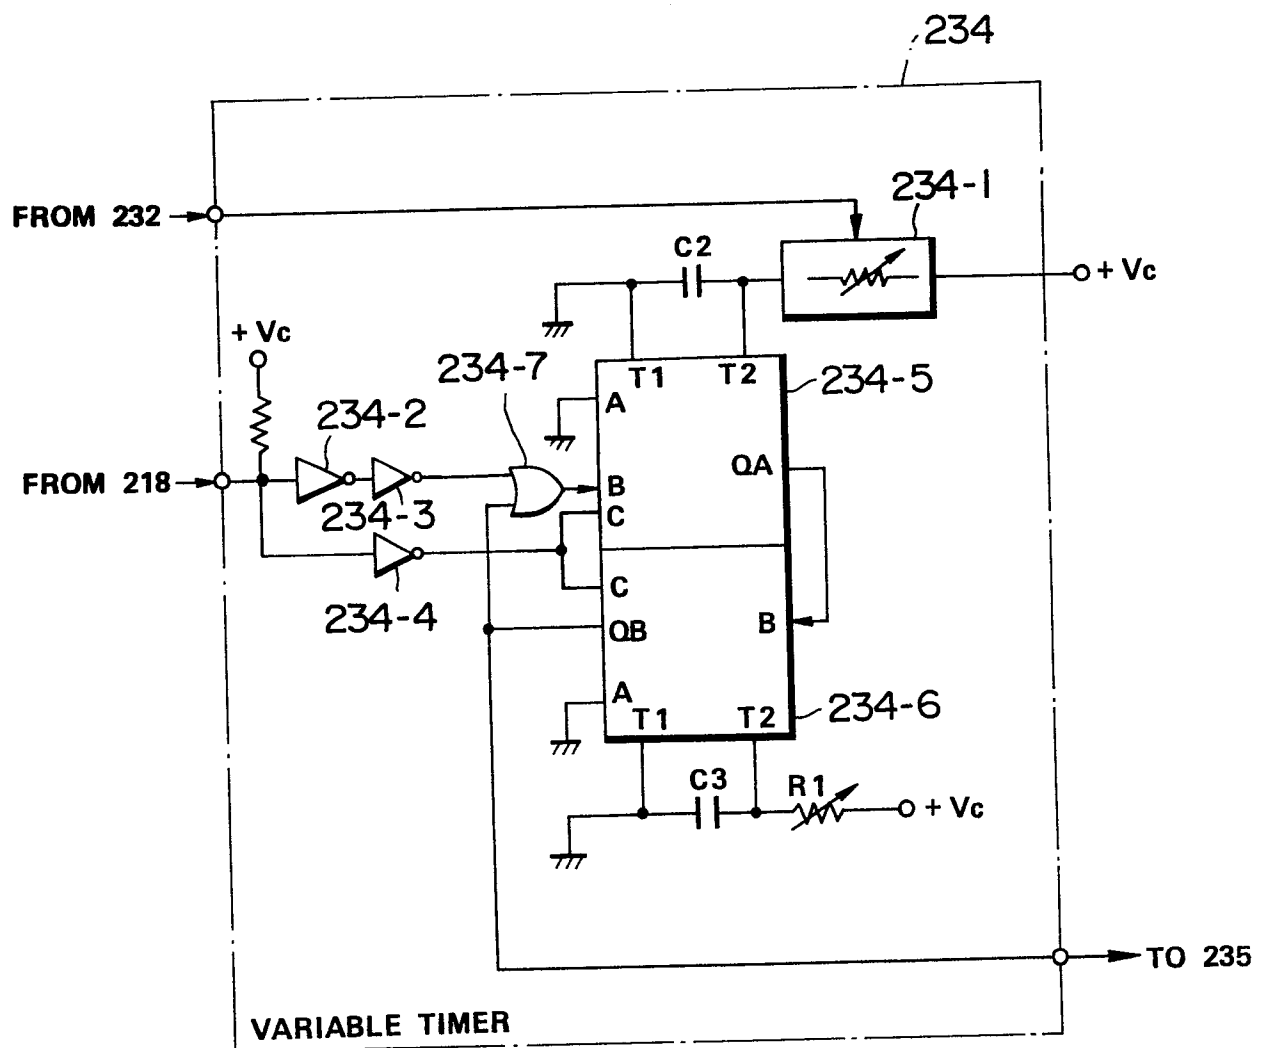 234
234-1
FROM 232
C2
+ Vc
+ Vc
234-7
T1 T2
234-5
A
234-2
QA
FROM 218
B
234-3
C
C
234-4
QB
B
A
234-6
T1 T2
C3
R1
+ Vc
TO 235
VARIABLE TIMER